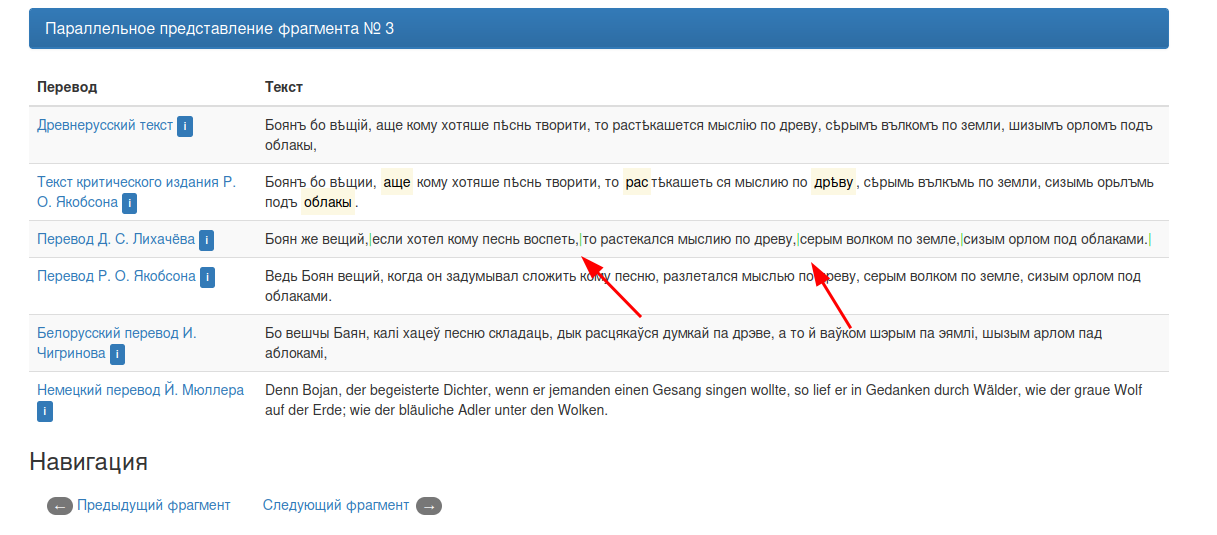 Параллельное представление фрагмента № 3
Перевод Текст
Древнерусский текст i Боянъ бо вѣщій, аще кому хотяше пѣснь творити, то растѣкашется мыслію по древу, сѣрымъ вълкомъ по земли, шизымъ орломъ подъ
облакы,
Текст критического издания Р. Боянъ бо вѣщии, аще кому хотяше пѣснь творити, то рас тѣкашеть ся мыслию по дрѣву , сѣрымь вълкъмь по земли, сизымь орьлъмь
О. Якобсона i подъ облакы .
Перевод Д. С. Лихачёва i Боян же вещий,|если хотел кому песнь воспеть,|то растекался мыслию по древу,|серым волком по земле,|сизым орлом под облаками.|
Перевод Р. О. Якобсона i Ведь Боян вещий, когда он задумывал сложить кому песню, разлетался мыслью по древу, серым волком по земле, сизым орлом под
облаками.
Белорусский перевод И. Бо вешчы Баян, калі хацеў песню складаць, дык расцякаўся думкай па дрэве, а то й ваўком шэрым па эямлі, шызым арлом пад
Чигринова i аблокамі,
Немецкий перевод Й. Мюллера Denn Bojan, der begeisterte Dichter, wenn er jemanden einen Gesang singen wollte, so lief er in Gedanken durch Wälder, wie der graue Wolf
i auf der Erde; wie der bläuliche Adler unter den Wolken.
Навигация
← Предыдущий фрагмент Следующий фрагмент →